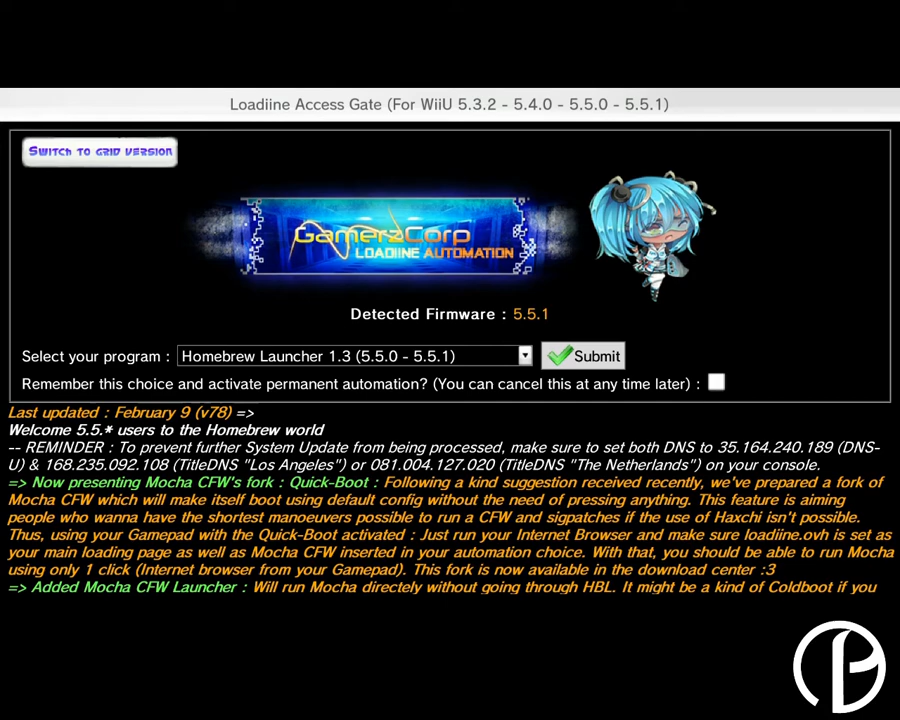 Loadiine Access Gate (For WiiU 5.3.2 - 5.4.0 - 5.5.0 - 5.5.1)
Switch to grid version
GamerzCorp
LOADIINE AUTOMATION
Detected Firmware : 5.5.1
Select your program : Homebrew Launcher 1.3 (5.5.0 - 5.5.1) Submit
Remember this choice and activate permanent automation? (You can cancel this at any time later) :
Last updated : February 9 (v78) =>
Welcome 5.5.* users to the Homebrew world
-- REMINDER : To prevent further System Update from being processed, make sure to set both DNS to 35.164.240.189 (DNS-
U) & 168.235.092.108 (TitleDNS "Los Angeles") or 081.004.127.020 (TitleDNS "The Netherlands") on your console.
=> Now presenting Mocha CFW's fork : Quick-Boot : Following a kind suggestion received recently, we've prepared a fork of
Mocha CFW which will make itself boot using default config without the need of pressing anything. This feature is aiming
people who wanna have the shortest manoeuvers possible to run a CFW and sigpatches if the use of Haxchi isn't possible.
Thus, using your Gamepad with the Quick-Boot activated : Just run your Internet Browser and make sure loadiine.ovh is set as
your main loading page as well as Mocha CFW inserted in your automation choice. With that, you should be able to run Mocha
using only 1 click (Internet browser from your Gamepad). This fork is now available in the download center :3
=> Added Mocha CFW Launcher : Will run Mocha directely without going through HBL. It might be a kind of Coldboot if you